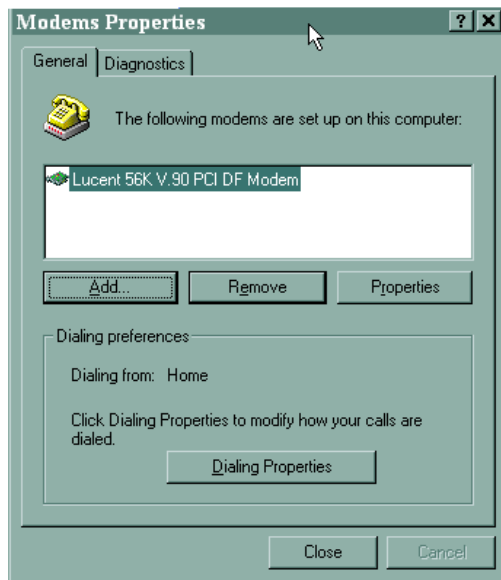 Modems Properties
General Diagnostics
The following modems are set up on this computer:
Lucent 56K V.90 PCI DF Modem
Add... Remove Properties
Dialing preferences
Dialing from: Home
Click Dialing Properties to modify how your calls are
dialed.
Dialing Properties
Close Cancel